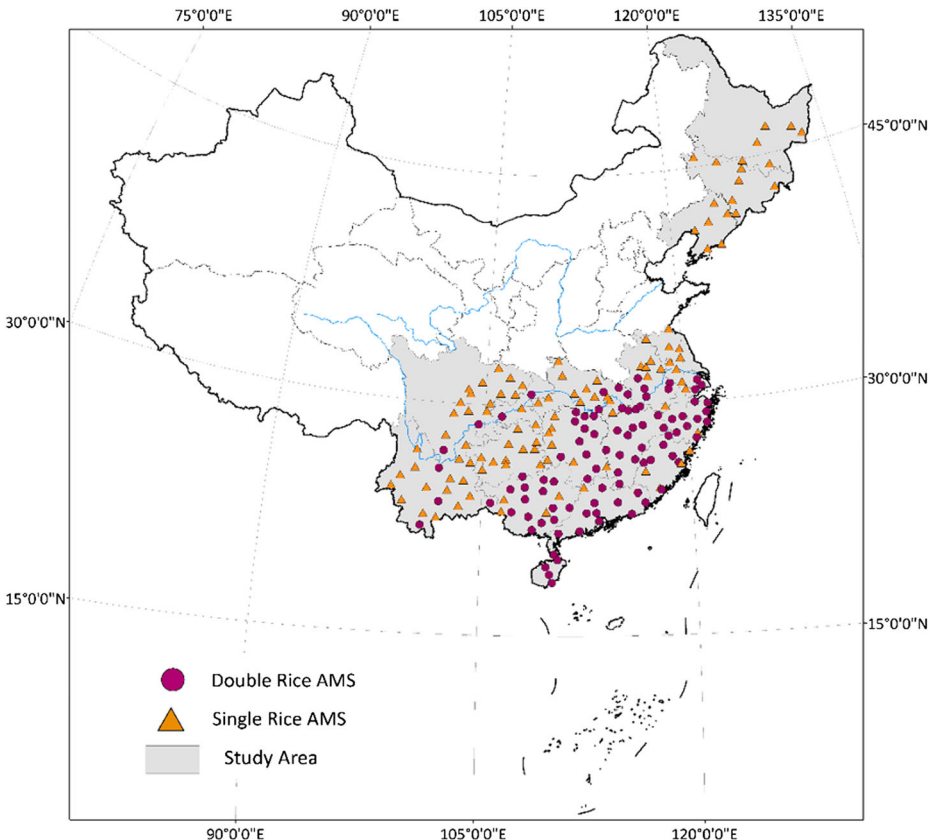 75°0'0"E 90°0'0"E 105°0'0"E 120°0'0"E 135°0'0"E
45°0'0"N
30°0'0"N
30°0'0"N
15°0'0"N
15°0'0"N
Double Rice AMS
Single Rice AMS
Study Area
90°0'0"E 105°0'0"E 120°0'0"E